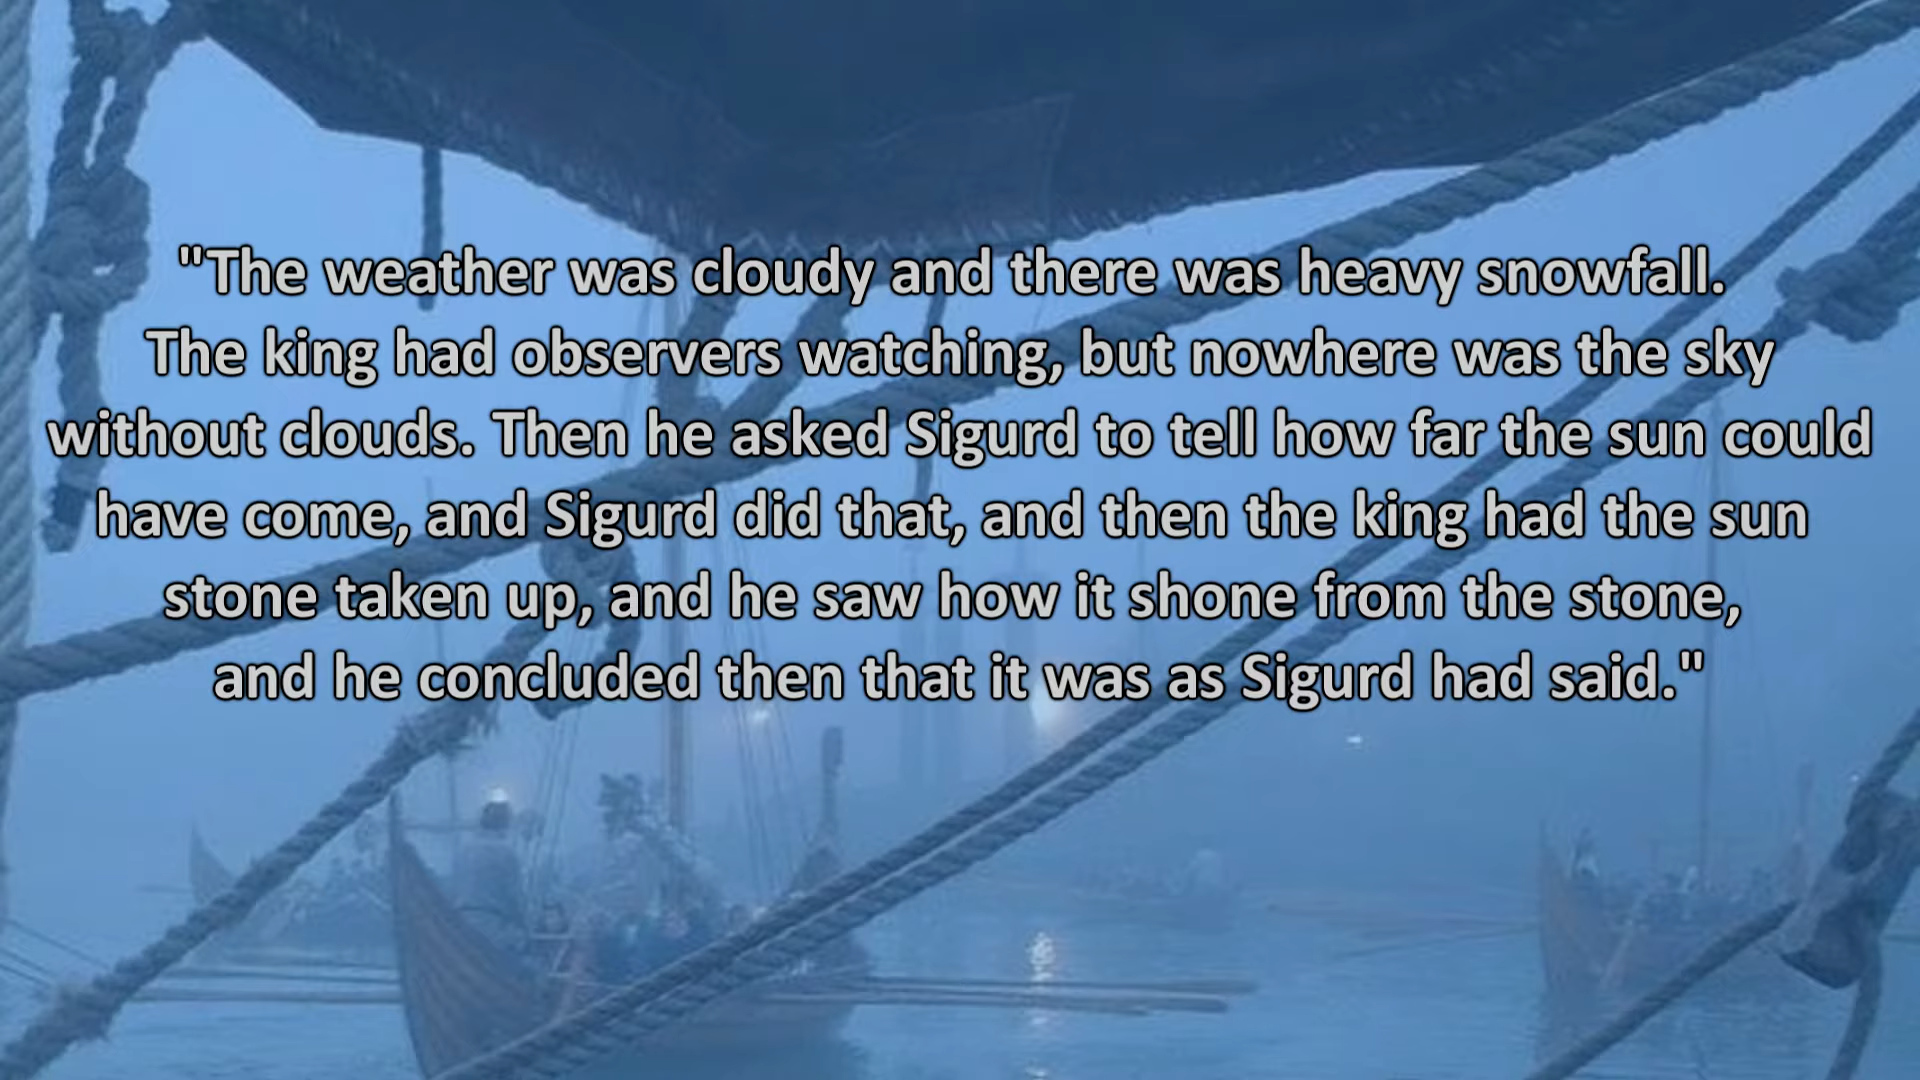 "The weather was cloudy and there was heavy snowfall.
The king had observers watching, but nowhere was the sky
without clouds. Then he asked Sigurd to tell how far the sun could
have come, and Sigurd did that, and then the king had the sun
stone taken up, and he saw how it shone from the stone,
and he concluded then that it was as Sigurd had said."